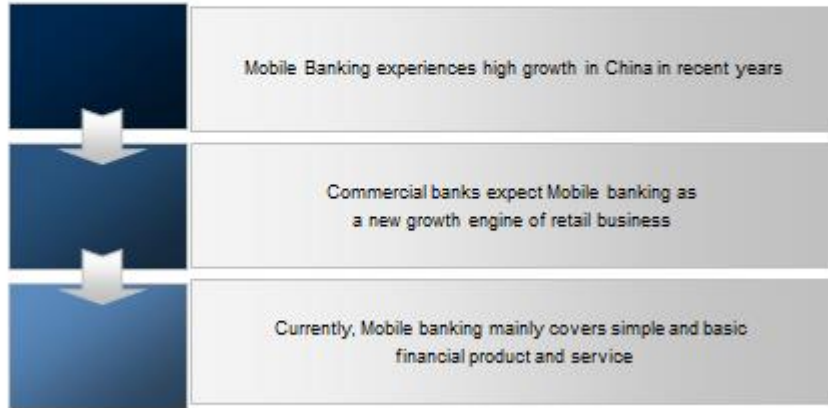 Mobile Banking experiences high growth in China in recent years
Commercial banks expect Mobile banking as
a new growth engine of retail business
Currently, Mobile banking mainly covers simple and basic
financial product and service